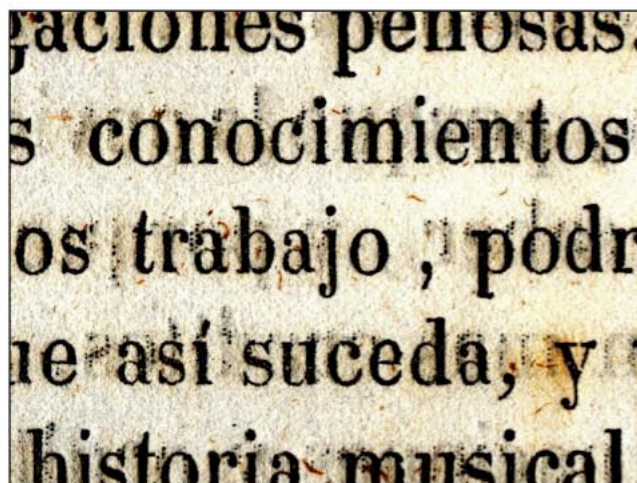 gaciones penosas.
s conocimientos
os trabajo , podr
ue así suceda, y
historia musical